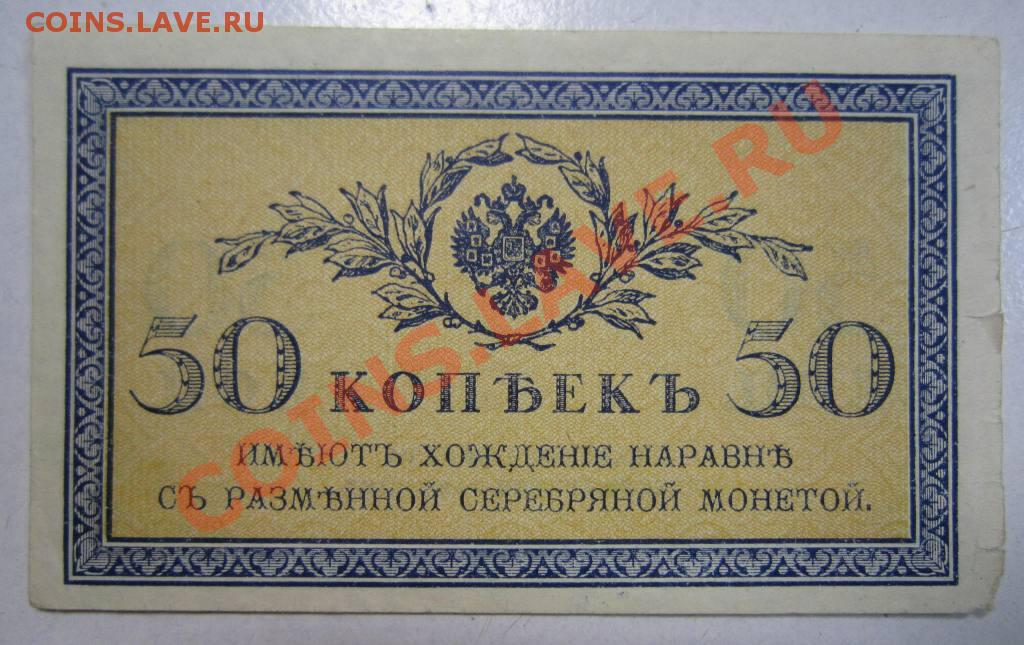 COINS.LAVE.RU
50 КОПѢЕКЪ 50
ИМѢЮТЪ ХОЖДЕНІЕ НАРАВНѢ
СЪ РАЗМѢННОЙ СЕРЕБРЯНОЙ МОНЕТОЙ.
COINS.LAVE.RU